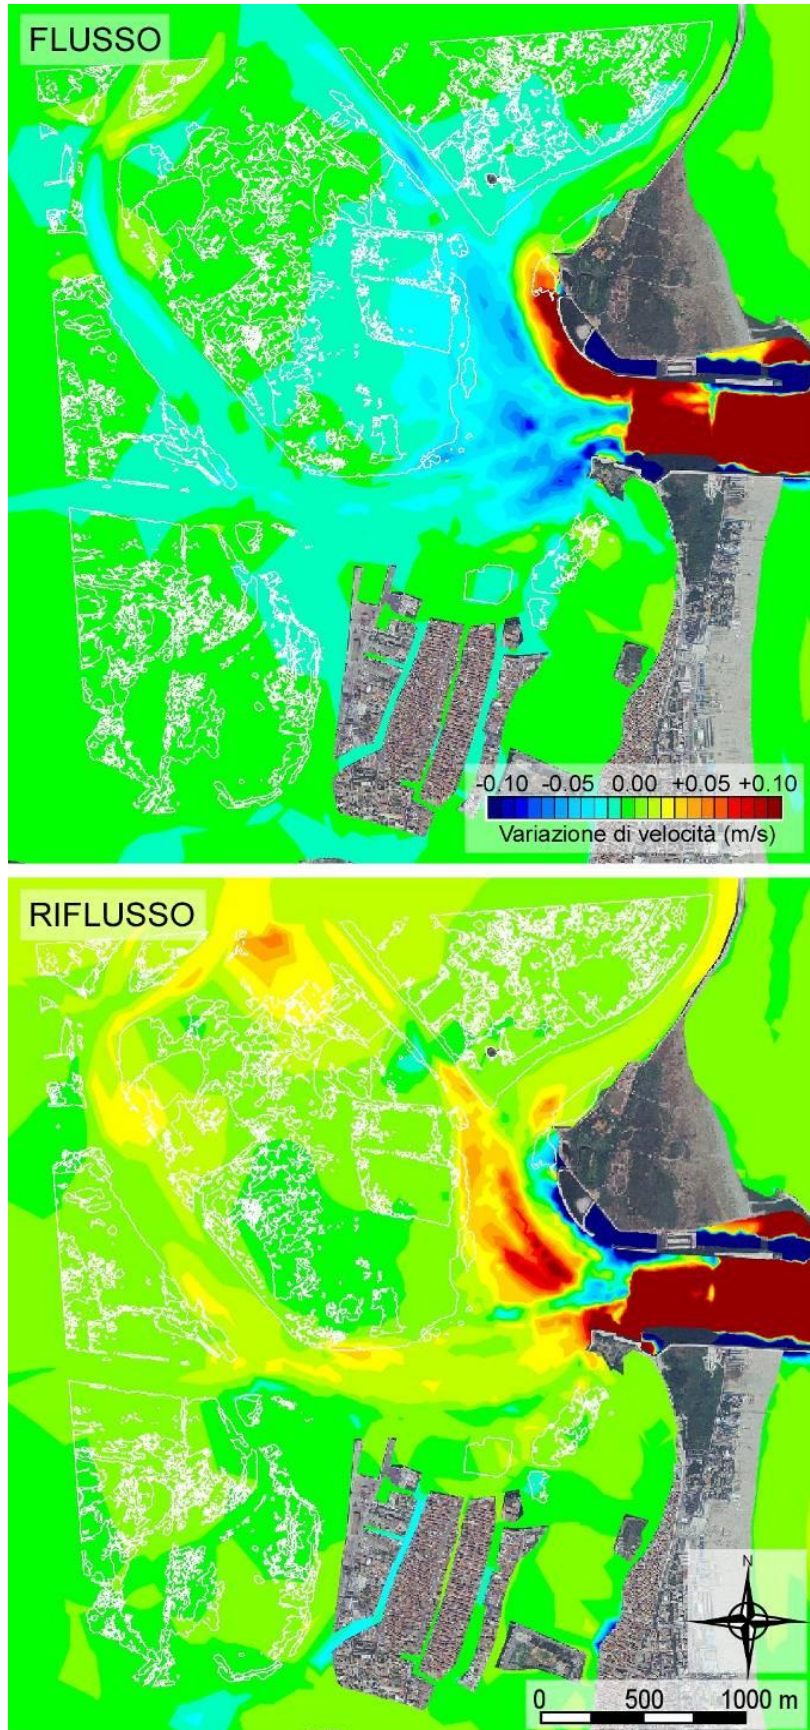 FLUSSO
-0.10 -0.05 0.00 +0.05 +0.10
Variazione di velocità (m/s)
RIFLUSSO
N
0 500 1000 m